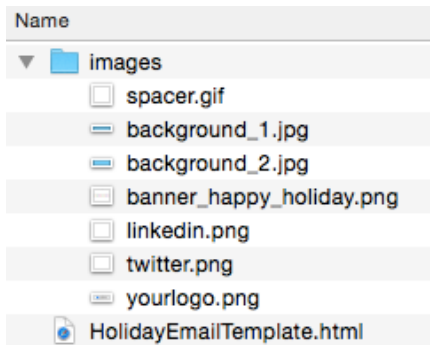 Name
images
spacer.gif
background_1.jpg
background_2.jpg
banner_happy_holiday.png
linkedin.png
twitter.png
yourlogo.png
HolidayEmailTemplate.html